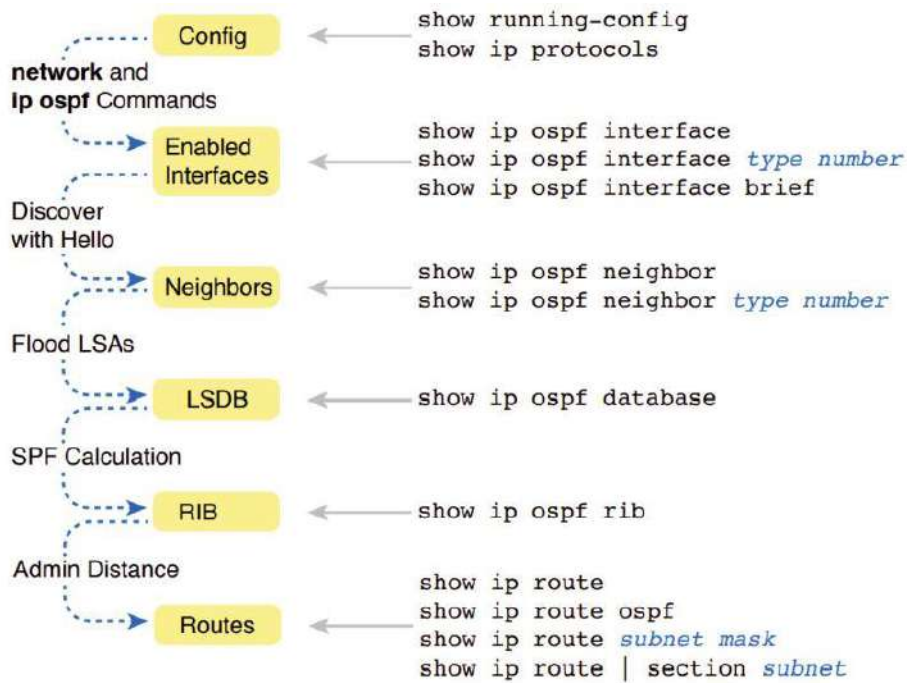 Config
show running-config
show ip protocols
network and
ip ospf Commands
Enabled
Interfaces
show ip ospf interface
show ip ospf interface type number
show ip ospf interface brief
Discover
with Hello
Neighbors
show ip ospf neighbor
show ip ospf neighbor type number
Flood LSAs
LSDB
show ip ospf database
SPF Calculation
RIB
show ip ospf rib
Admin Distance
Routes
show ip route
show ip route ospf
show ip route subnet mask
show ip route | section subnet